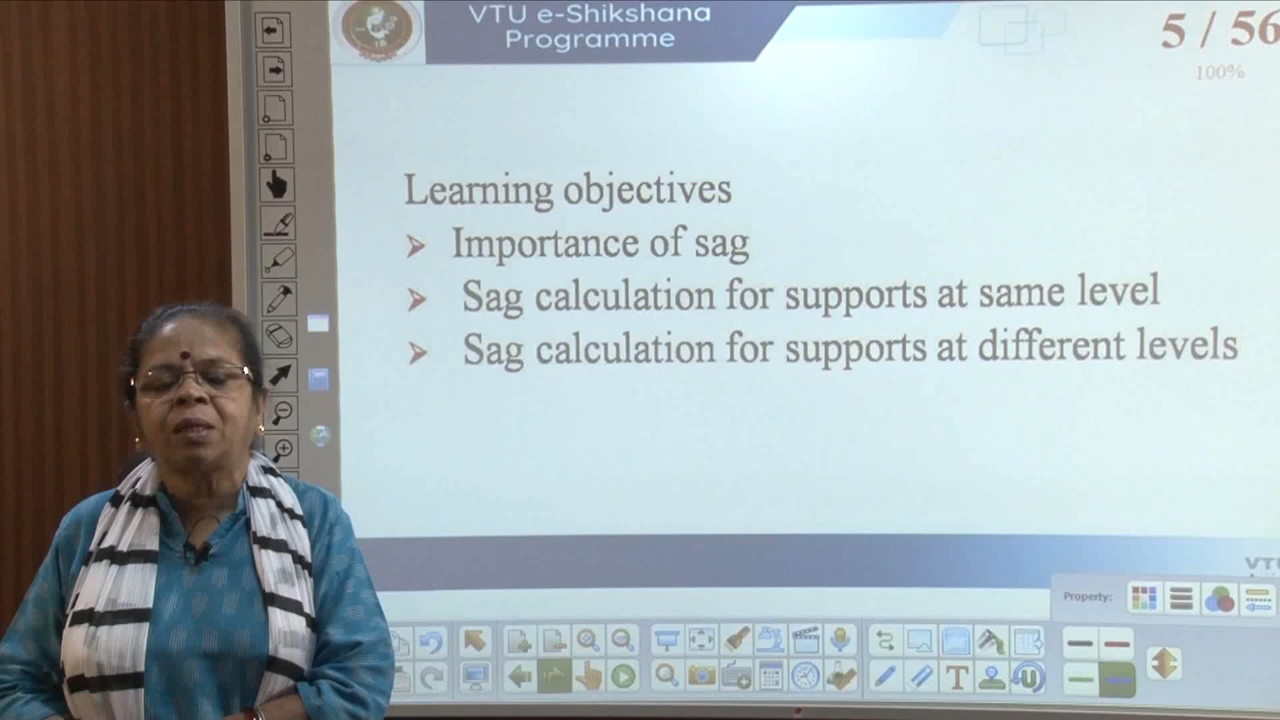 VTU e-Shikshana
Programme
5 / 56
100%
Learning objectives
➢ Importance of sag
➢ Sag calculation for supports at same level
➢ Sag calculation for supports at different levels
VTU
Property:
T